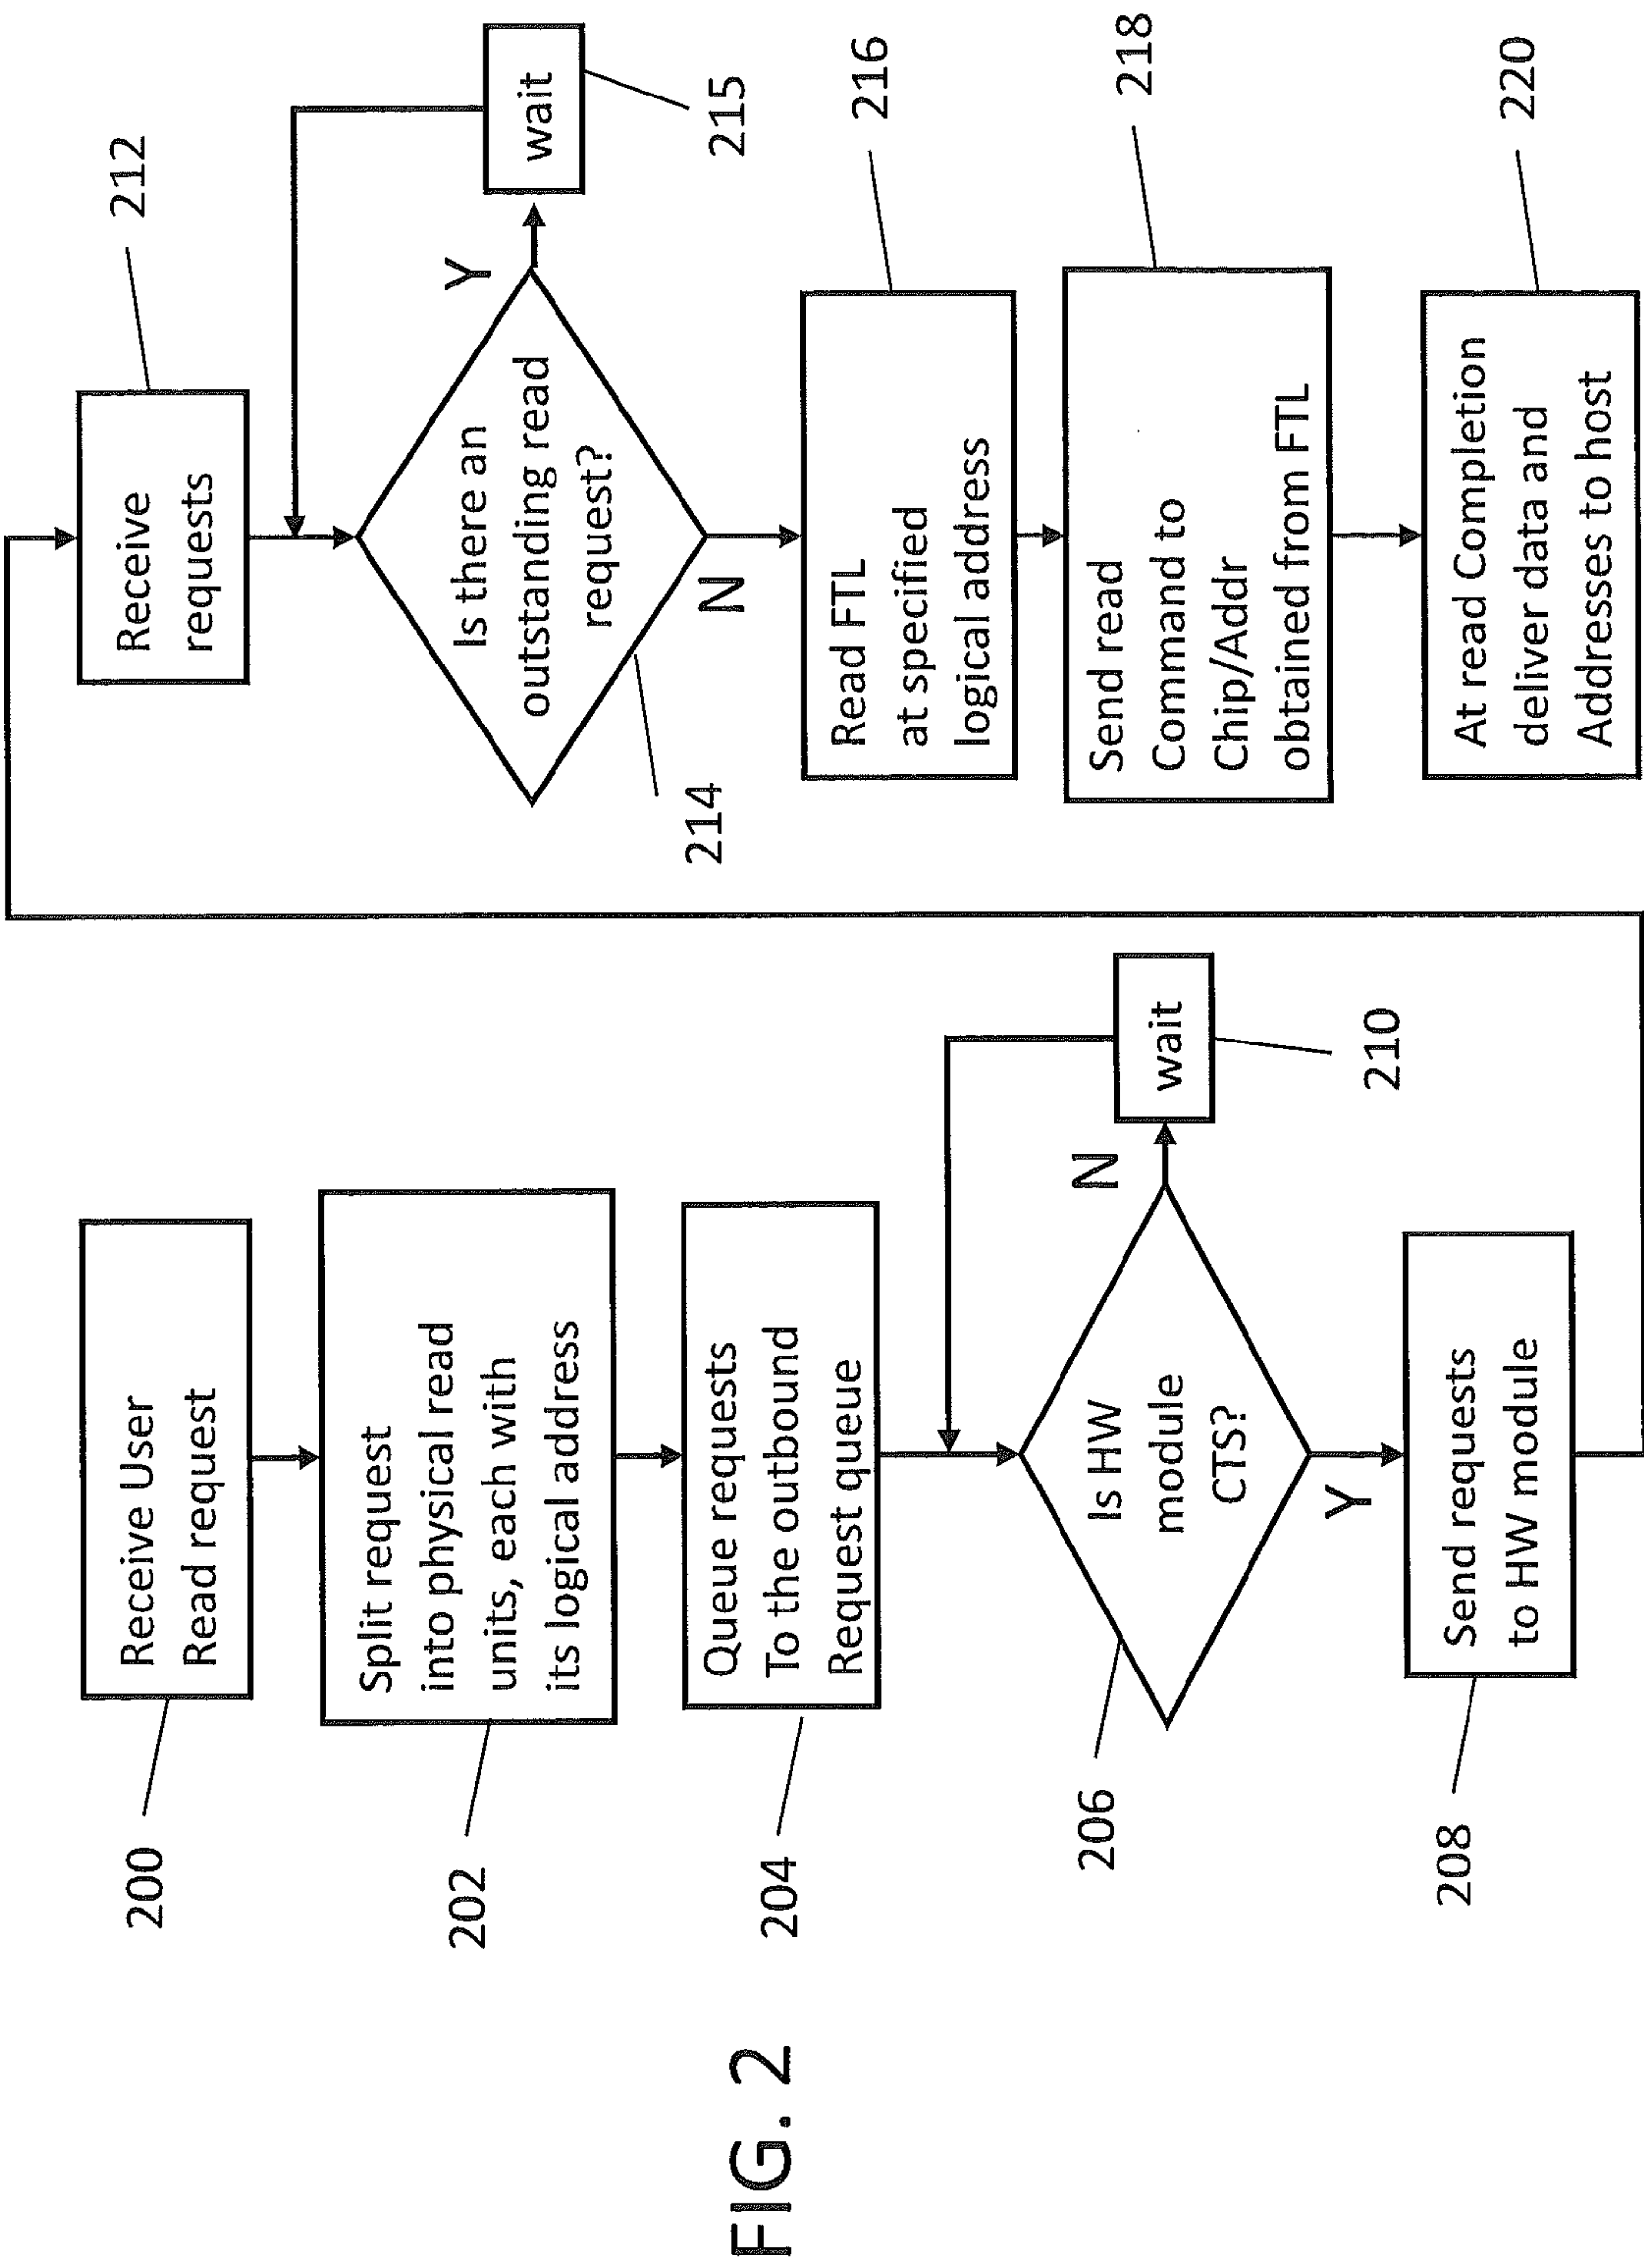 200
Receive User
Read request
202
Split request
into physical read
units, each with
its logical address
204
Queue requests
To the outbound
Request queue
206
Is HW
module
CTS?
N
wait
210
Y
208
Send requests
to HW module
212
Receive
requests
214
Is there an
outstanding read
request?
Y
wait
215
N
216
Read FTL
at specified
logical address
218
Send read
Command to
Chip/Addr
obtained from FTL
220
At read Completion
deliver data and
Addresses to host
FIG. 2